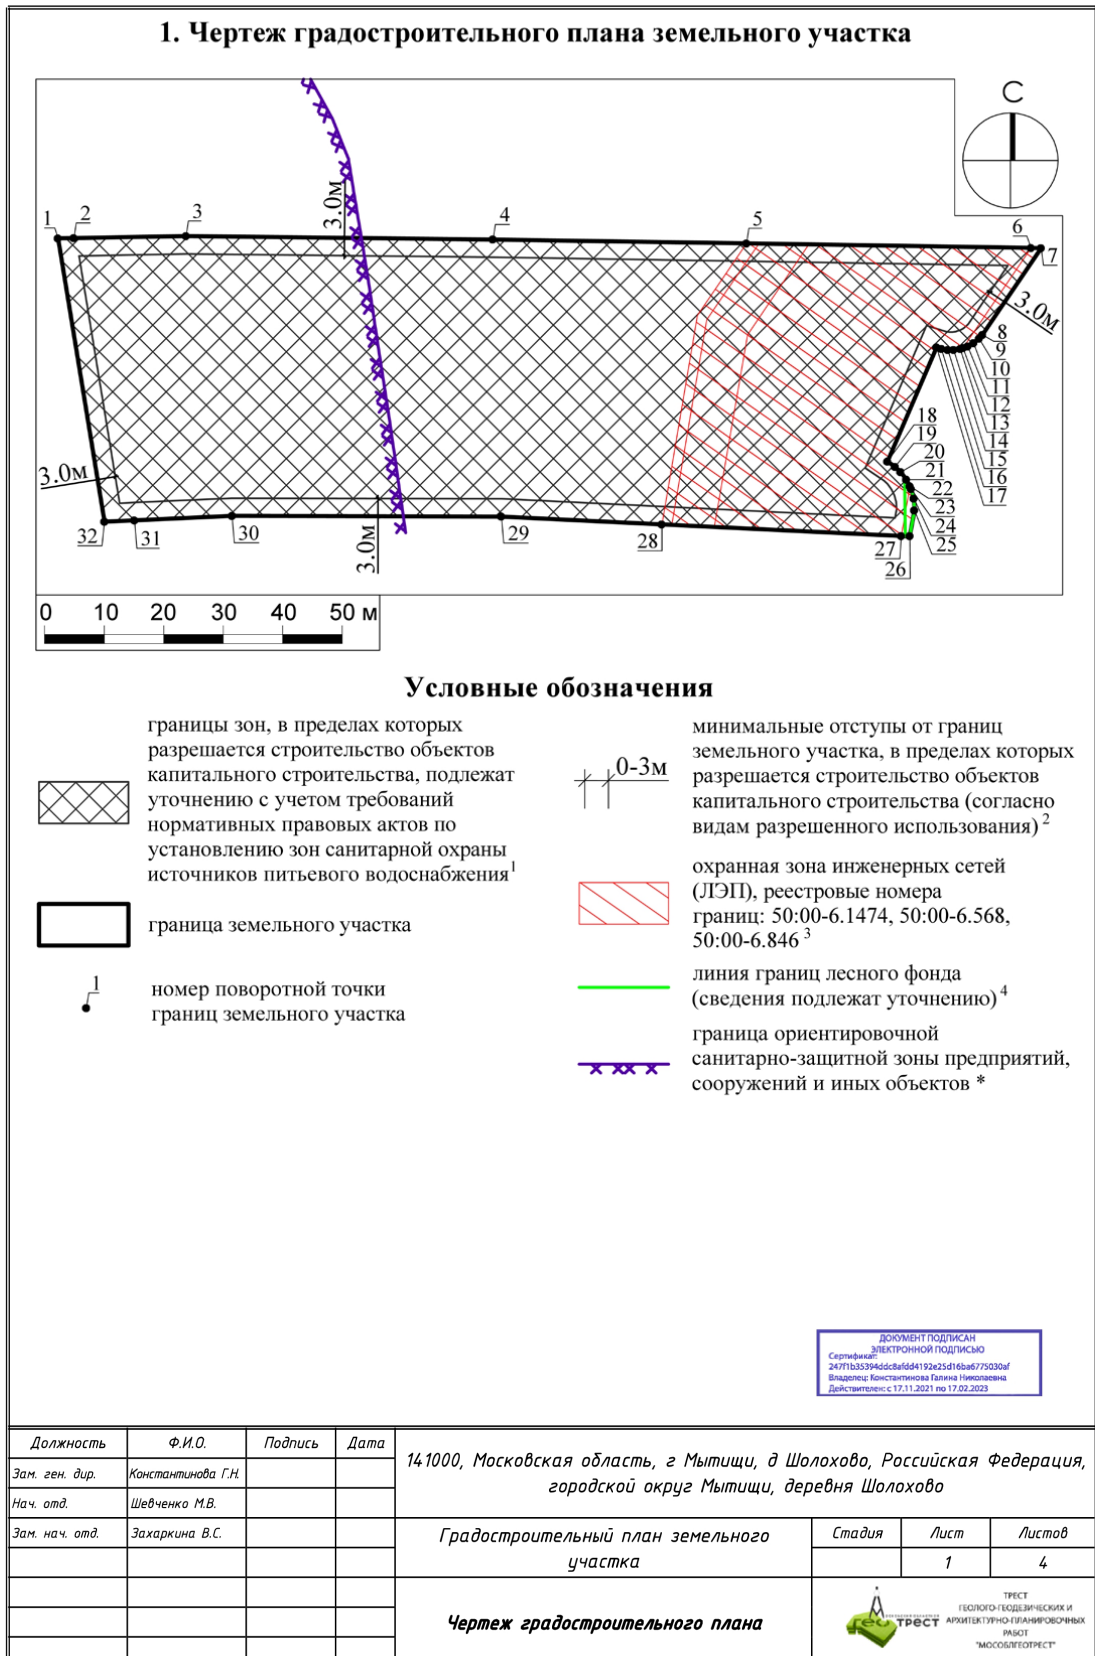 1. Чертеж градостроительного плана земельного участка
С
1
2
3
4
5
6
7
3.0м
3.0м
8
9
10
11
12
13
14
15
16
17
18
19
20
21
22
23
24
25
3.0м
3.0м
32
31
30
29
28
27
26
0 10 20 30 40 50 м
Условные обозначения
границы зон, в пределах которых
разрешается строительство объектов
капитального строительства, подлежат
уточнению с учетом требований
нормативных правовых актов по
установлению зон санитарной охраны
источников питьевого водоснабжения 1
граница земельного участка
1
номер поворотной точки
границ земельного участка
0-3м
минимальные отступы от границ
земельного участка, в пределах которых
разрешается строительство объектов
капитального строительства (согласно
видам разрешенного использования) 2
охранная зона инженерных сетей
(ЛЭП), реестровые номера
границ: 50:00-6.1474, 50:00-6.568,
50:00-6.846 3
линия границ лесного фонда
(сведения подлежат уточнению) 4
граница ориентировочной
санитарно-защитной зоны предприятий,
сооружений и иных объектов *
ДОКУМЕНТ ПОДПИСАН
ЭЛЕКТРОННОЙ ПОДПИСЬЮ
Сертификат:
247f1b35394ddc8afdd4192e25d16ba6775030af
Владелец: Константинова Галина Николаевна
Действителен: с 17.11.2021 по 17.02.2023
Должность Ф.И.О. Подпись Дата
Зам. ген. дир. Константинова Г.Н.
Нач. отд. Шевченко М.В.
Зам. нач. отд. Захаркина В.С.
141000, Московская область, г Мытищи, д Шолохово, Российская Федерация,
городской округ Мытищи, деревня Шолохово
Градостроительный план земельного
участка
Стадия Лист Листов
1 4
Чертеж градостроительного плана
ГЕОТРЕСТ
ТРЕСТ
ГЕОЛОГО-ГЕОДЕЗИЧЕСКИХ И
АРХИТЕКТУРНО-ПЛАНИРОВОЧНЫХ
РАБОТ
"МОСОБЛГЕОТРЕСТ"